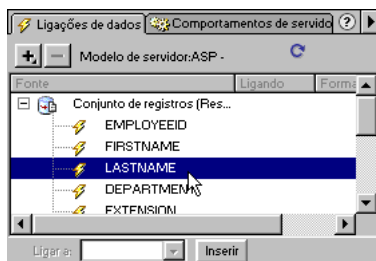 Ligações de dados Comportamentos de servido
Modelo de servidor:ASP -
Fonte Ligando Forma
Conjunto de registros (Res...
EMPLOYEEID
FIRSTNAME
LASTNAME
DEPARTMENT
EXTENSION
Ligar a: Inserir